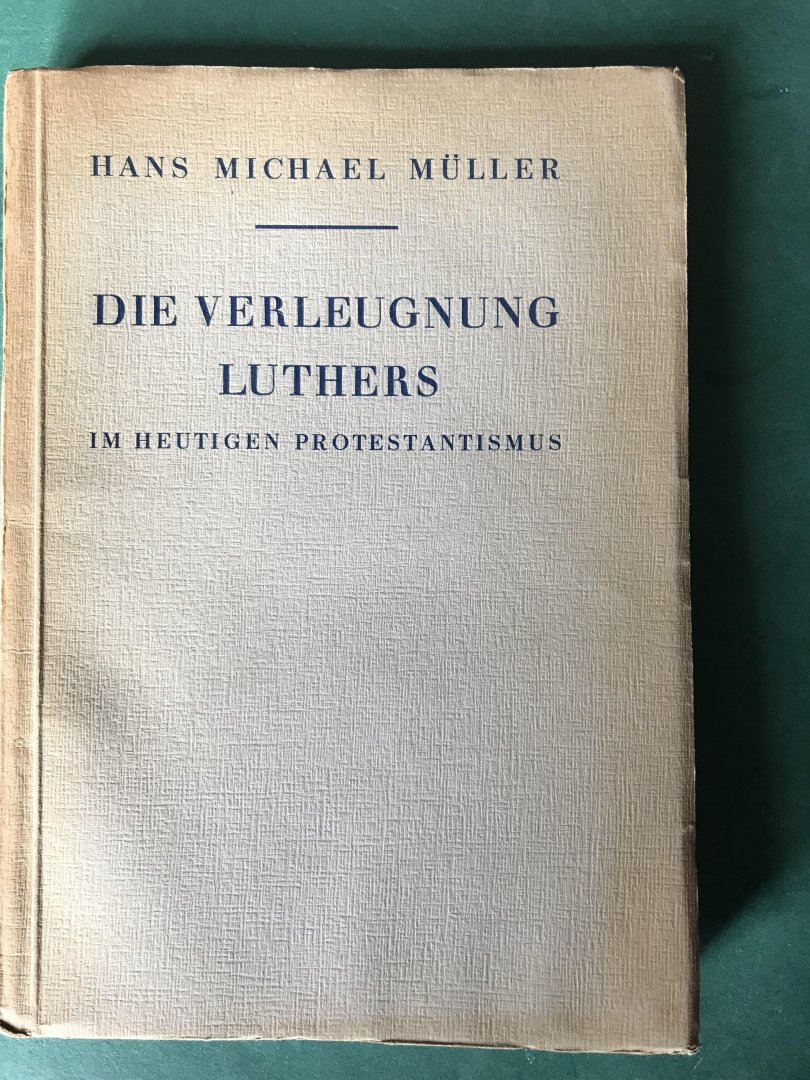 HANS MICHAEL MÜLLER
DIE VERLEUGNUNG
LUTHERS
IM HEUTIGEN PROTESTANTISMUS